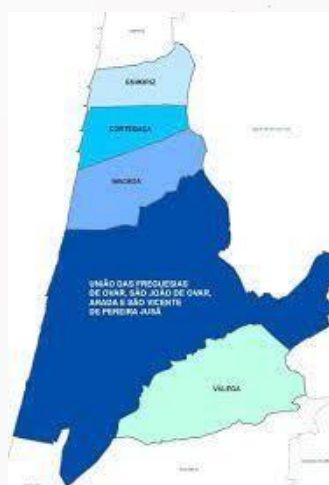 ESMORIZ
CORTEGAÇA
MACEDA
UNIÃO DAS FREGUESIAS
DE OVAR, SÃO JOÃO DE OVAR,
ARADA E SÃO VICENTE
DE PEREIRA JUSÃ
VÁLEGA